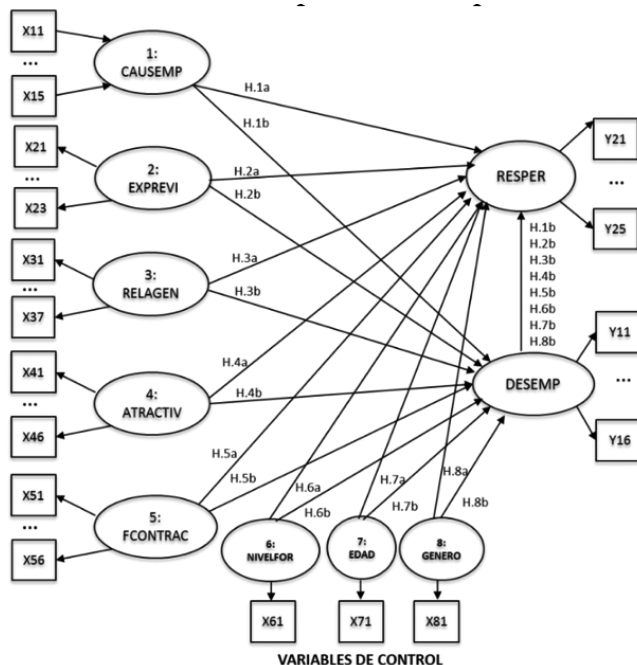 X11
...
X15
1:
CAUSEMP
H.1a
H.1b
X21
...
X23
2:
EXPREVI
H.2a
H.2b
RESPER
Y21
...
Y25
X31
...
X37
3:
RELAGEN
H.3a
H.3b
H.1b
H.2b
H.3b
H.4b
H.5b
H.6b
H.7b
H.8b
X41
...
X46
4:
ATRACTIV
H.4a
H.4b
DESEMP
Y11
...
Y16
X51
...
X56
5:
FCONTRAC
H.5a
H.5b
H.6a
H.6b
H.7a
H.7b
H.8a
H.8b
6:
NIVELFOR
7:
EDAD
8:
GENERO
X61
X71
X81
VARIABLES DE CONTROL